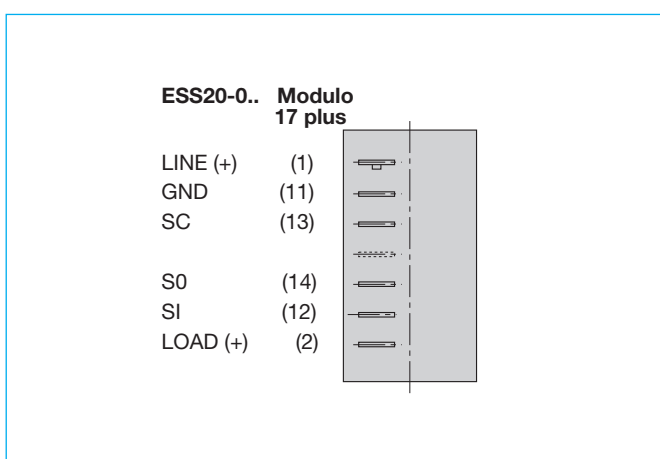 ESS20-0.. Modulo
17 plus
LINE (+) (1)
GND (11)
SC (13)
S0 (14)
SI (12)
LOAD (+) (2)